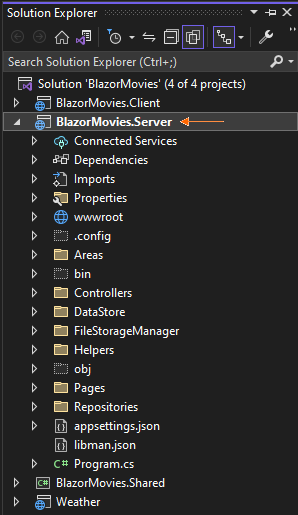 Solution Explorer
Search Solution Explorer (Ctrl+;)
Solution 'BlazorMovies' (4 of 4 projects)
BlazorMovies.Client
BlazorMovies.Server
Connected Services
Dependencies
Imports
Properties
wwwroot
.config
Areas
bin
Controllers
DataStore
FileStorageManager
Helpers
obj
Pages
Repositories
appsettings.json
libman.json
C# Program.cs
C# BlazorMovies.Shared
Weather